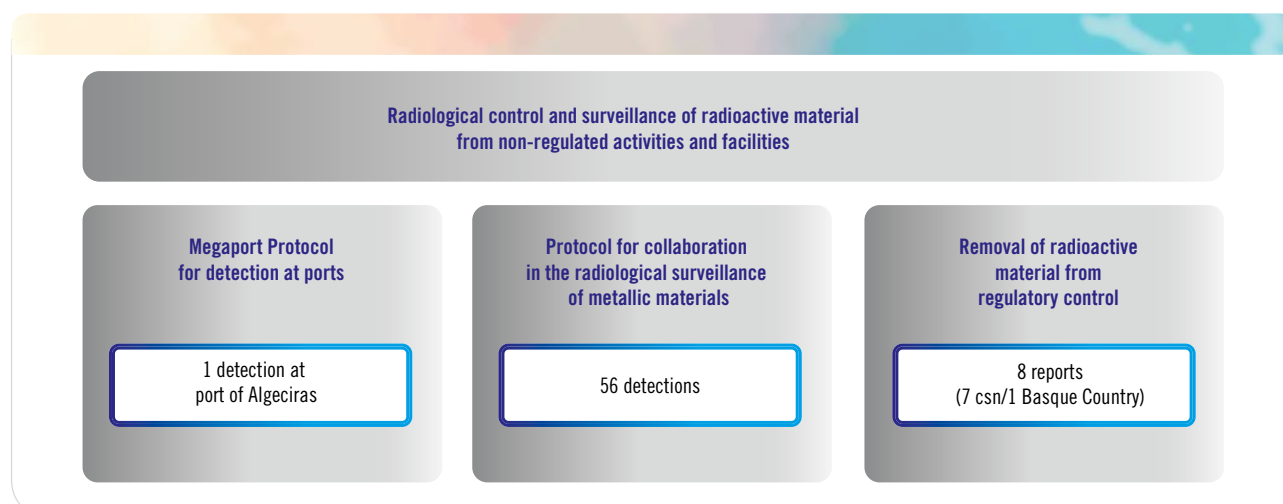 Radiological control and surveillance of radioactive material
from non-regulated activities and facilities
Megaport Protocol
for detection at ports
1 detection at
port of Algeciras
Protocol for collaboration
in the radiological surveillance
of metallic materials
56 detections
Removal of radioactive
material from
regulatory control
8 reports
(7 csn/1 Basque Country)